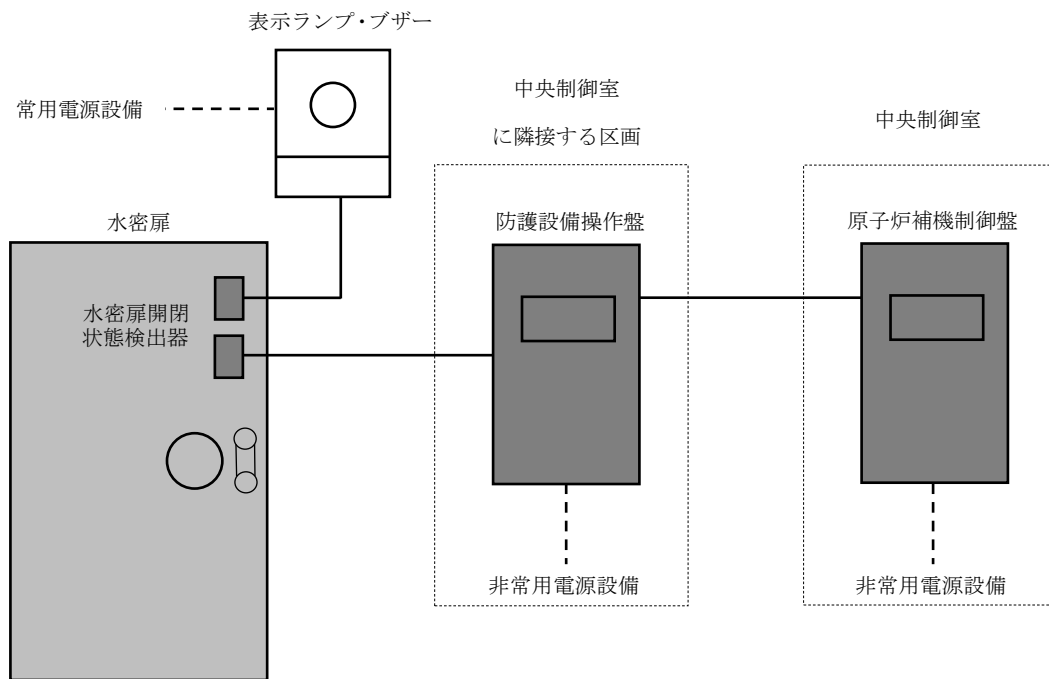 表示ランプ・ブザー
常用電源設備
中央制御室
に隣接する区画
中央制御室
水密扉
防護設備操作盤
原子炉補機制御盤
水密扉開閉
状態検出器
非常用電源設備
非常用電源設備